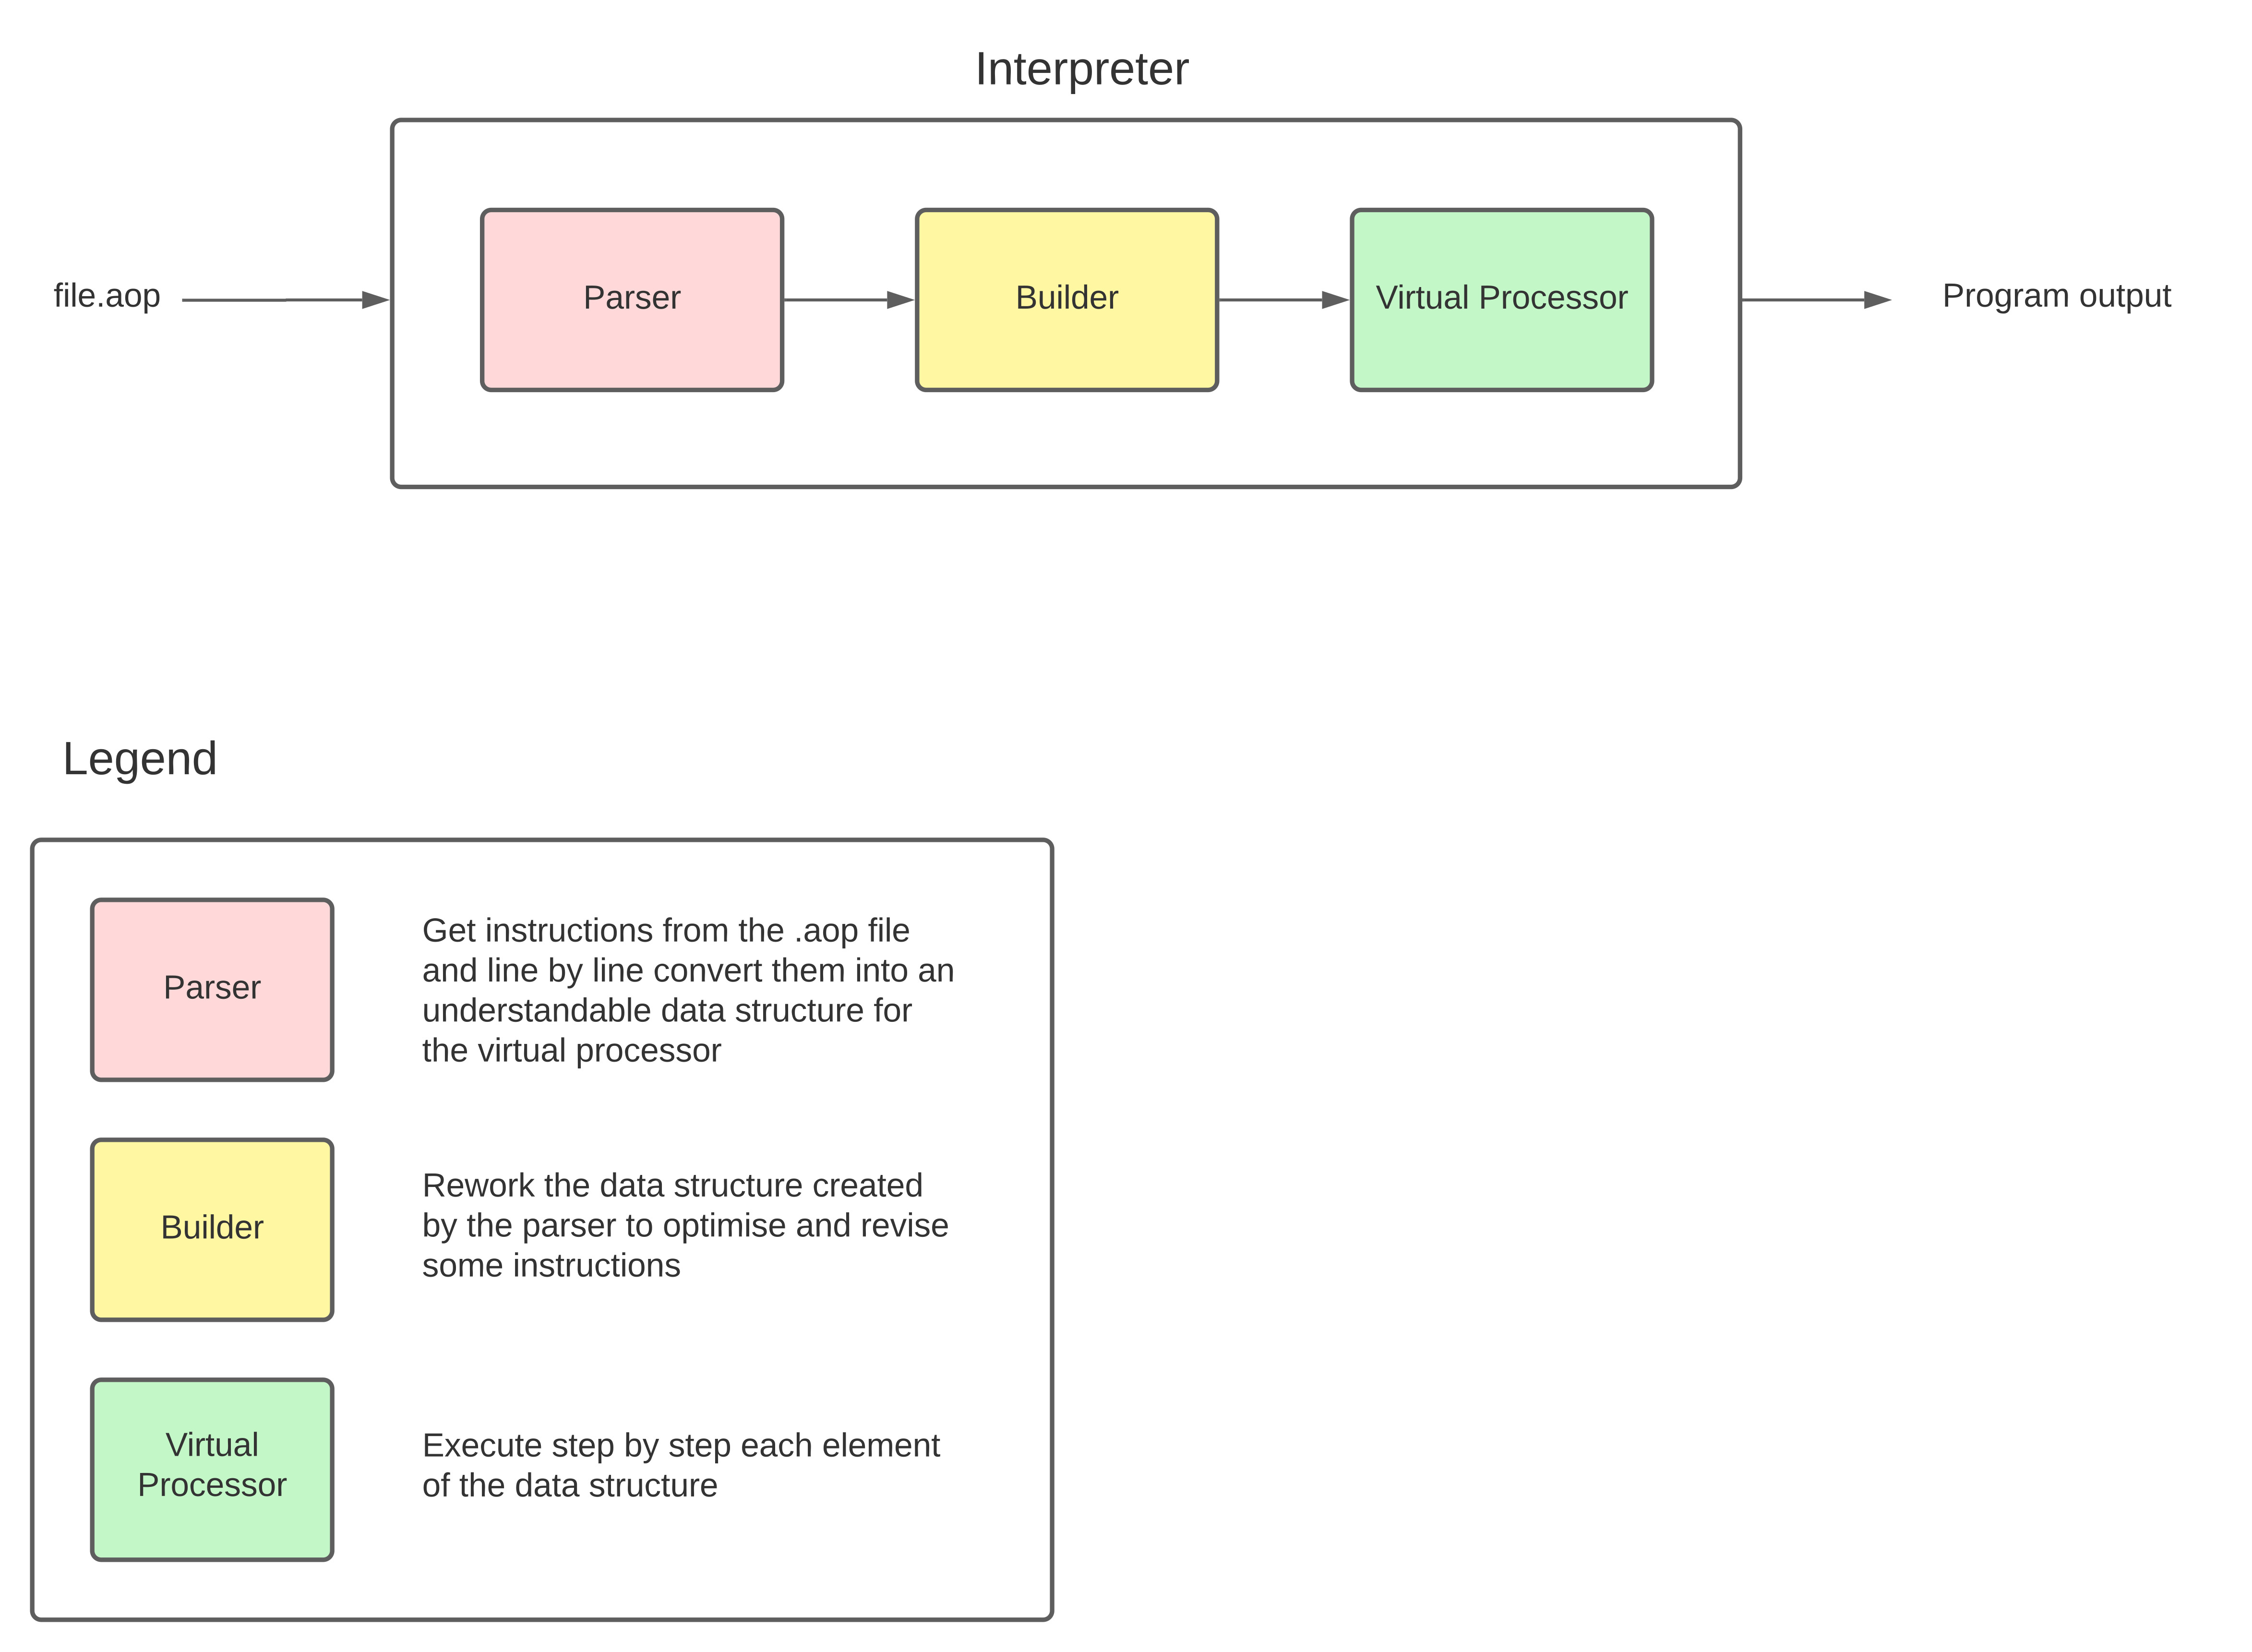 Interpreter
file.aop
Parser
Builder
Virtual Processor
Program output
Legend
Parser
Get instructions from the .aop file
and line by line convert them into an
understandable data structure for
the virtual processor
Builder
Rework the data structure created
by the parser to optimise and revise
some instructions
Virtual
Processor
Execute step by step each element
of the data structure